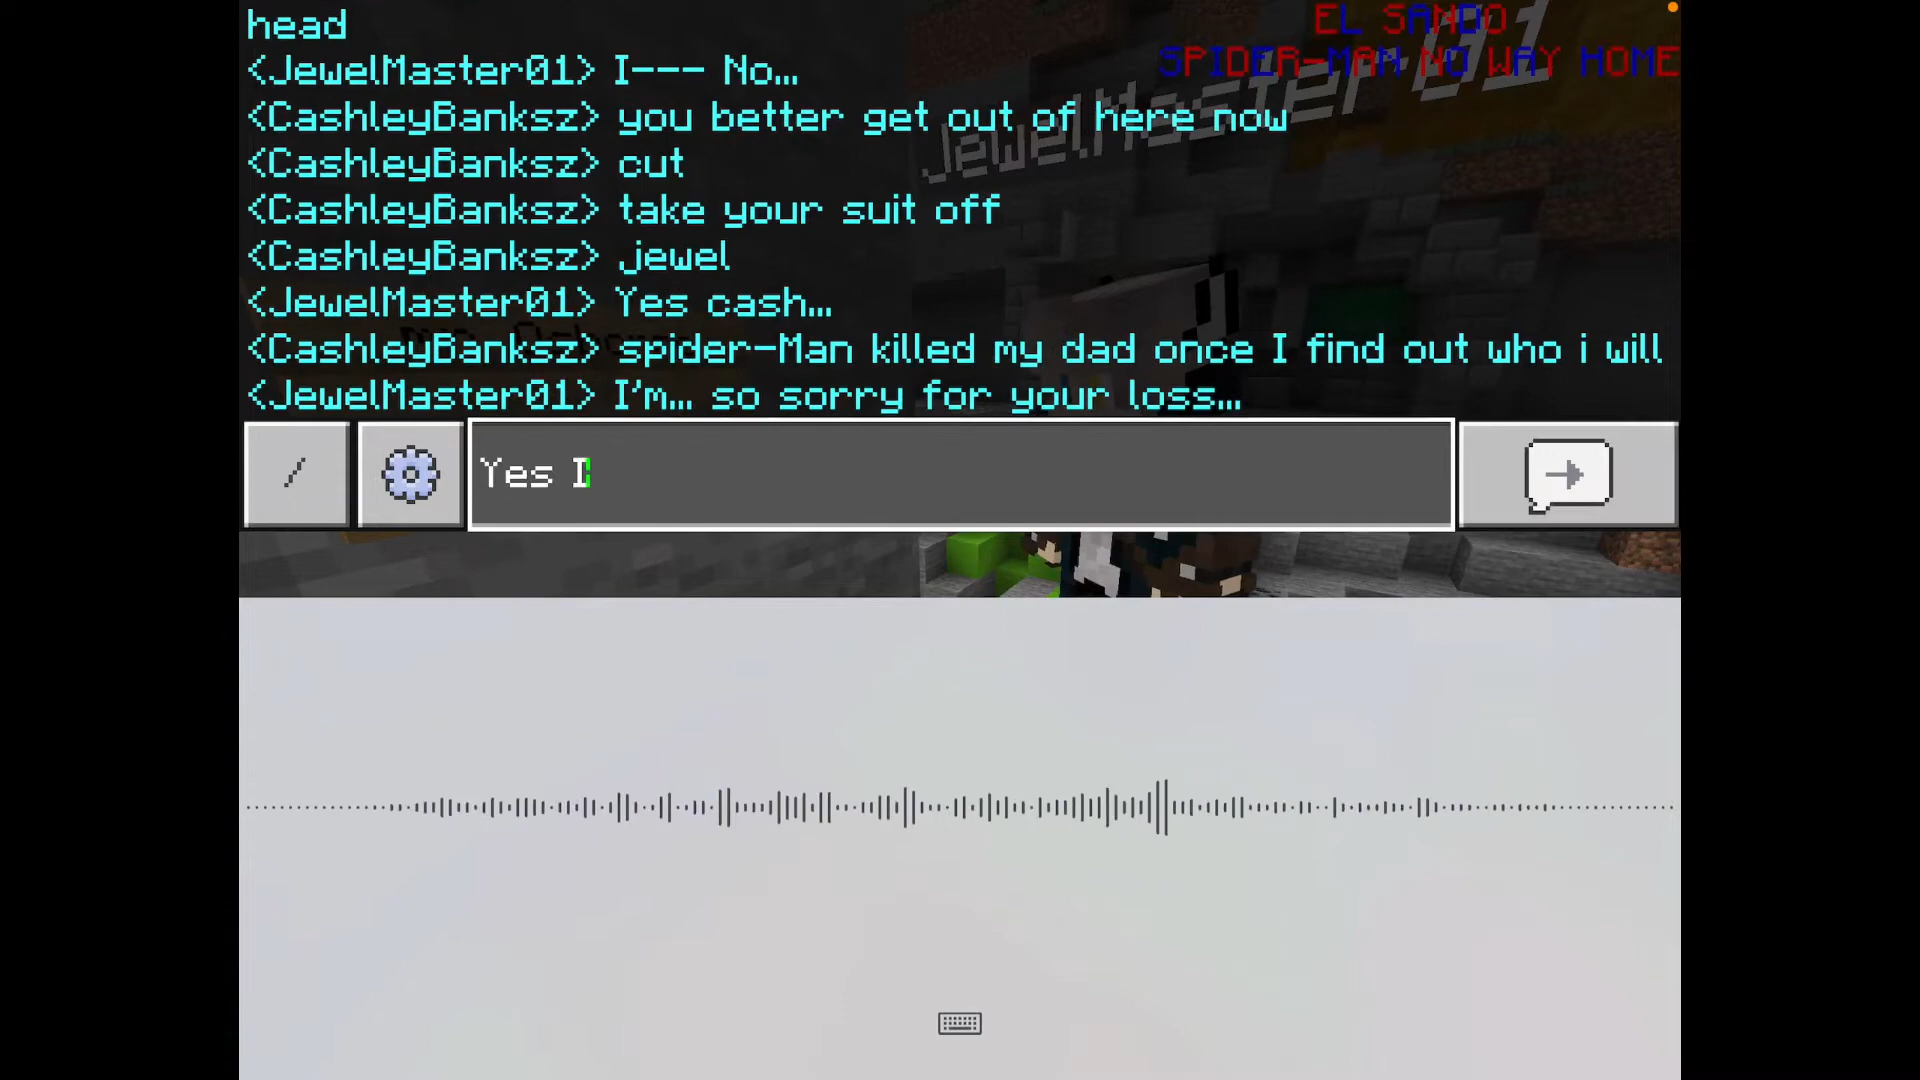 head
<JewelMaster01> I--- No...
<CashleyBanksz> you better get out of here now
<CashleyBanksz> cut
<CashleyBanksz> take your suit off
<CashleyBanksz> jewel
<JewelMaster01> Yes cash...
<CashleyBanksz> spider-Man killed my dad once I find out who i will
<JewelMaster01> I'm... so sorry for your loss...
EL SANDO
SPIDER-MAN NO WAY HOME
JewelMaster01
/
Yes I